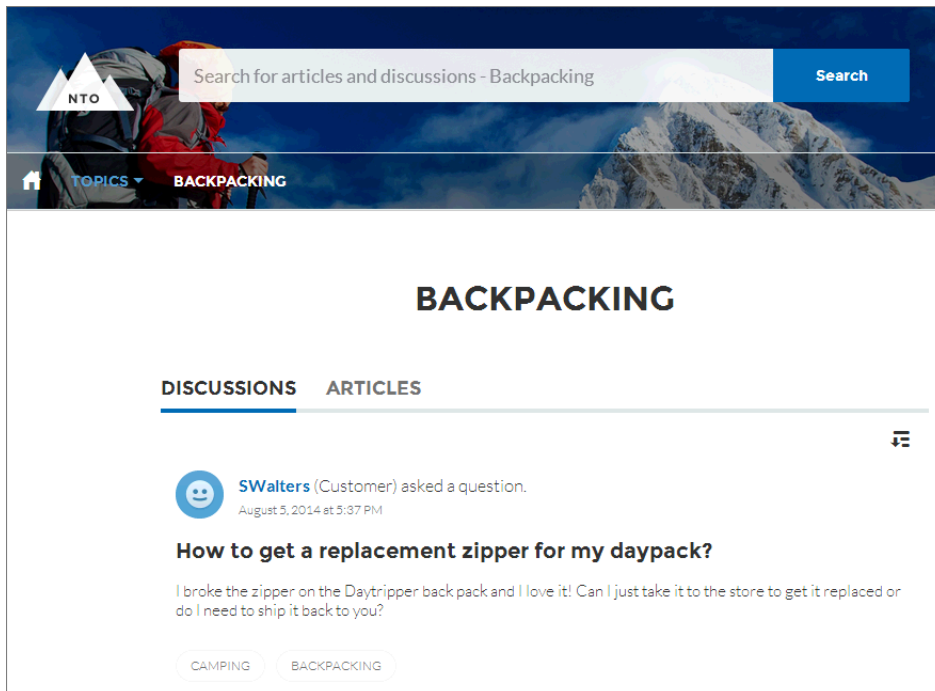 NTO
Search for articles and discussions - Backpacking
Search
TOPICS
BACKPACKING
BACKPACKING
DISCUSSIONS
ARTICLES
SWalters (Customer) asked a question.
August 5, 2014 at 5:37 PM
How to get a replacement zipper for my daypack?
I broke the zipper on the Daytripper back pack and I love it! Can I just take it to the store to get it replaced or
do I need to ship it back to you?
CAMPING
BACKPACKING